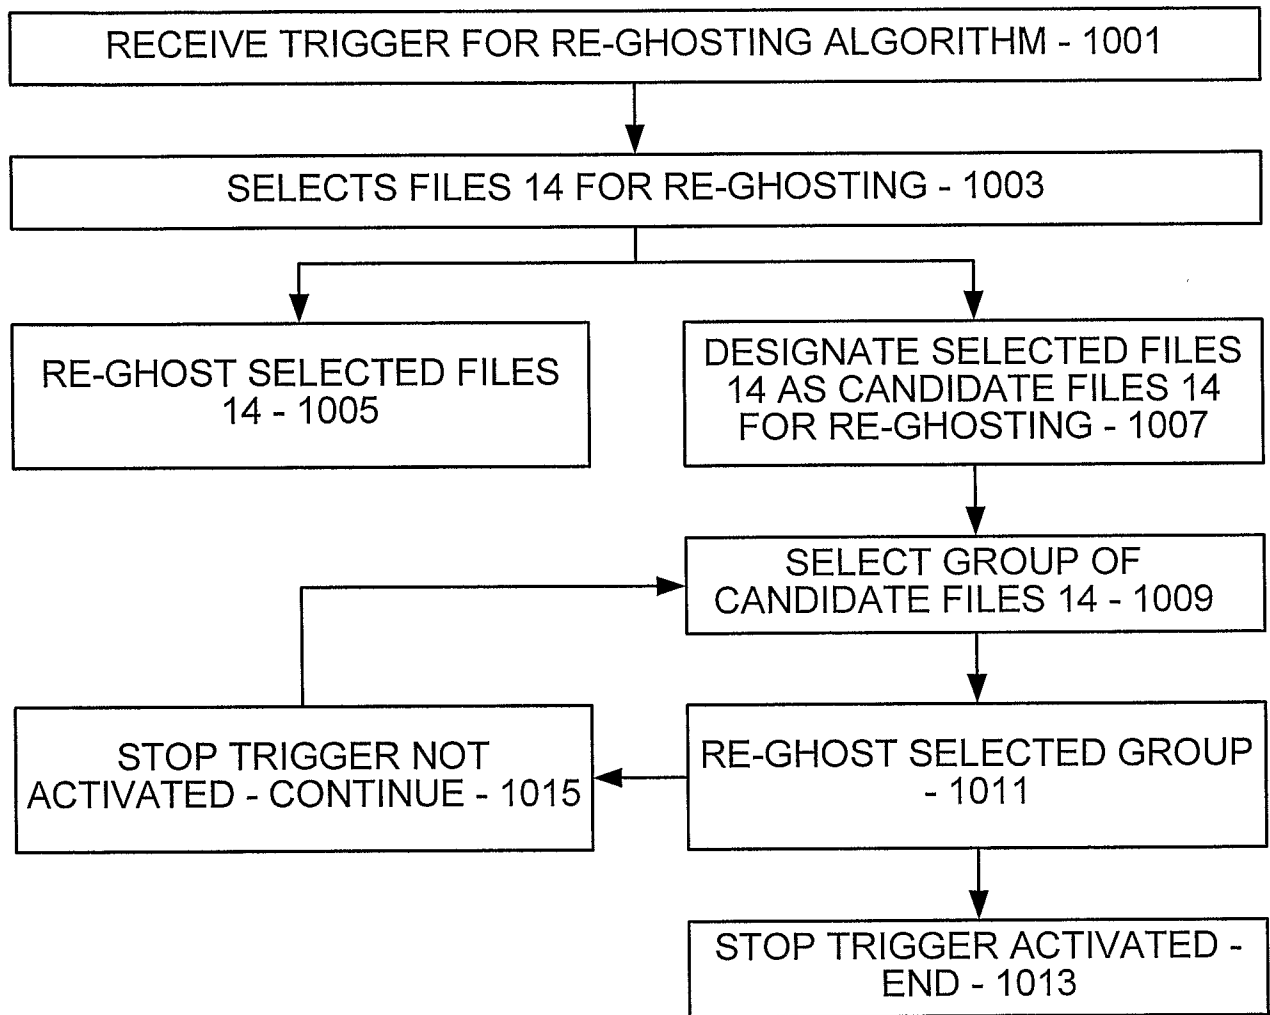 RECEIVE TRIGGER FOR RE-GHOSTING ALGORITHM - 1001
SELECTS FILES 14 FOR RE-GHOSTING - 1003
RE-GHOST SELECTED FILES
14 - 1005
DESIGNATE SELECTED FILES
14 AS CANDIDATE FILES 14
FOR RE-GHOSTING - 1007
SELECT GROUP OF
CANDIDATE FILES 14 - 1009
STOP TRIGGER NOT
ACTIVATED - CONTINUE - 1015
RE-GHOST SELECTED GROUP
- 1011
STOP TRIGGER ACTIVATED -
END - 1013